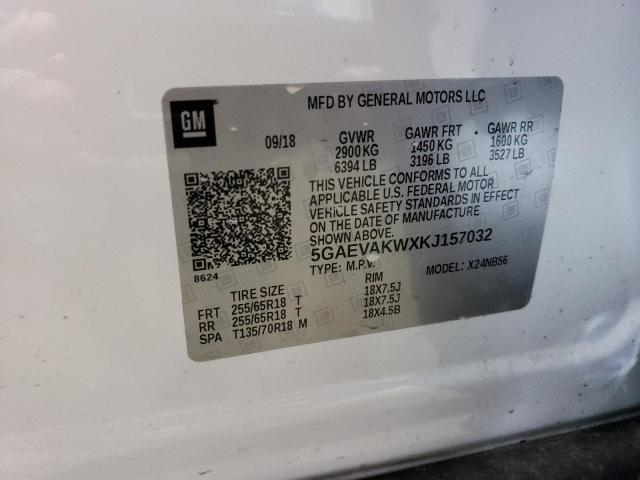 GM
MFD BY GENERAL MOTORS LLC
09/18 GVWR GAWR FRT GAWR RR
2900 KG 1450 KG 1600 KG
6394 LB 3196 LB 3527 LB
THIS VEHICLE CONFORMS TO ALL
APPLICABLE U.S. FEDERAL MOTOR
VEHICLE SAFETY STANDARDS IN EFFECT
ON THE DATE OF MANUFACTURE
SHOWN ABOVE.
5GAEVAKWXKJ157032
8624
TYPE: M.P.V. MODEL: X24NB56
TIRE SIZE RIM
FRT 255/65R18 T 18X7.5J
RR 255/65R18 T 18X7.5J
SPA T135/70R18 M 18X4.5B